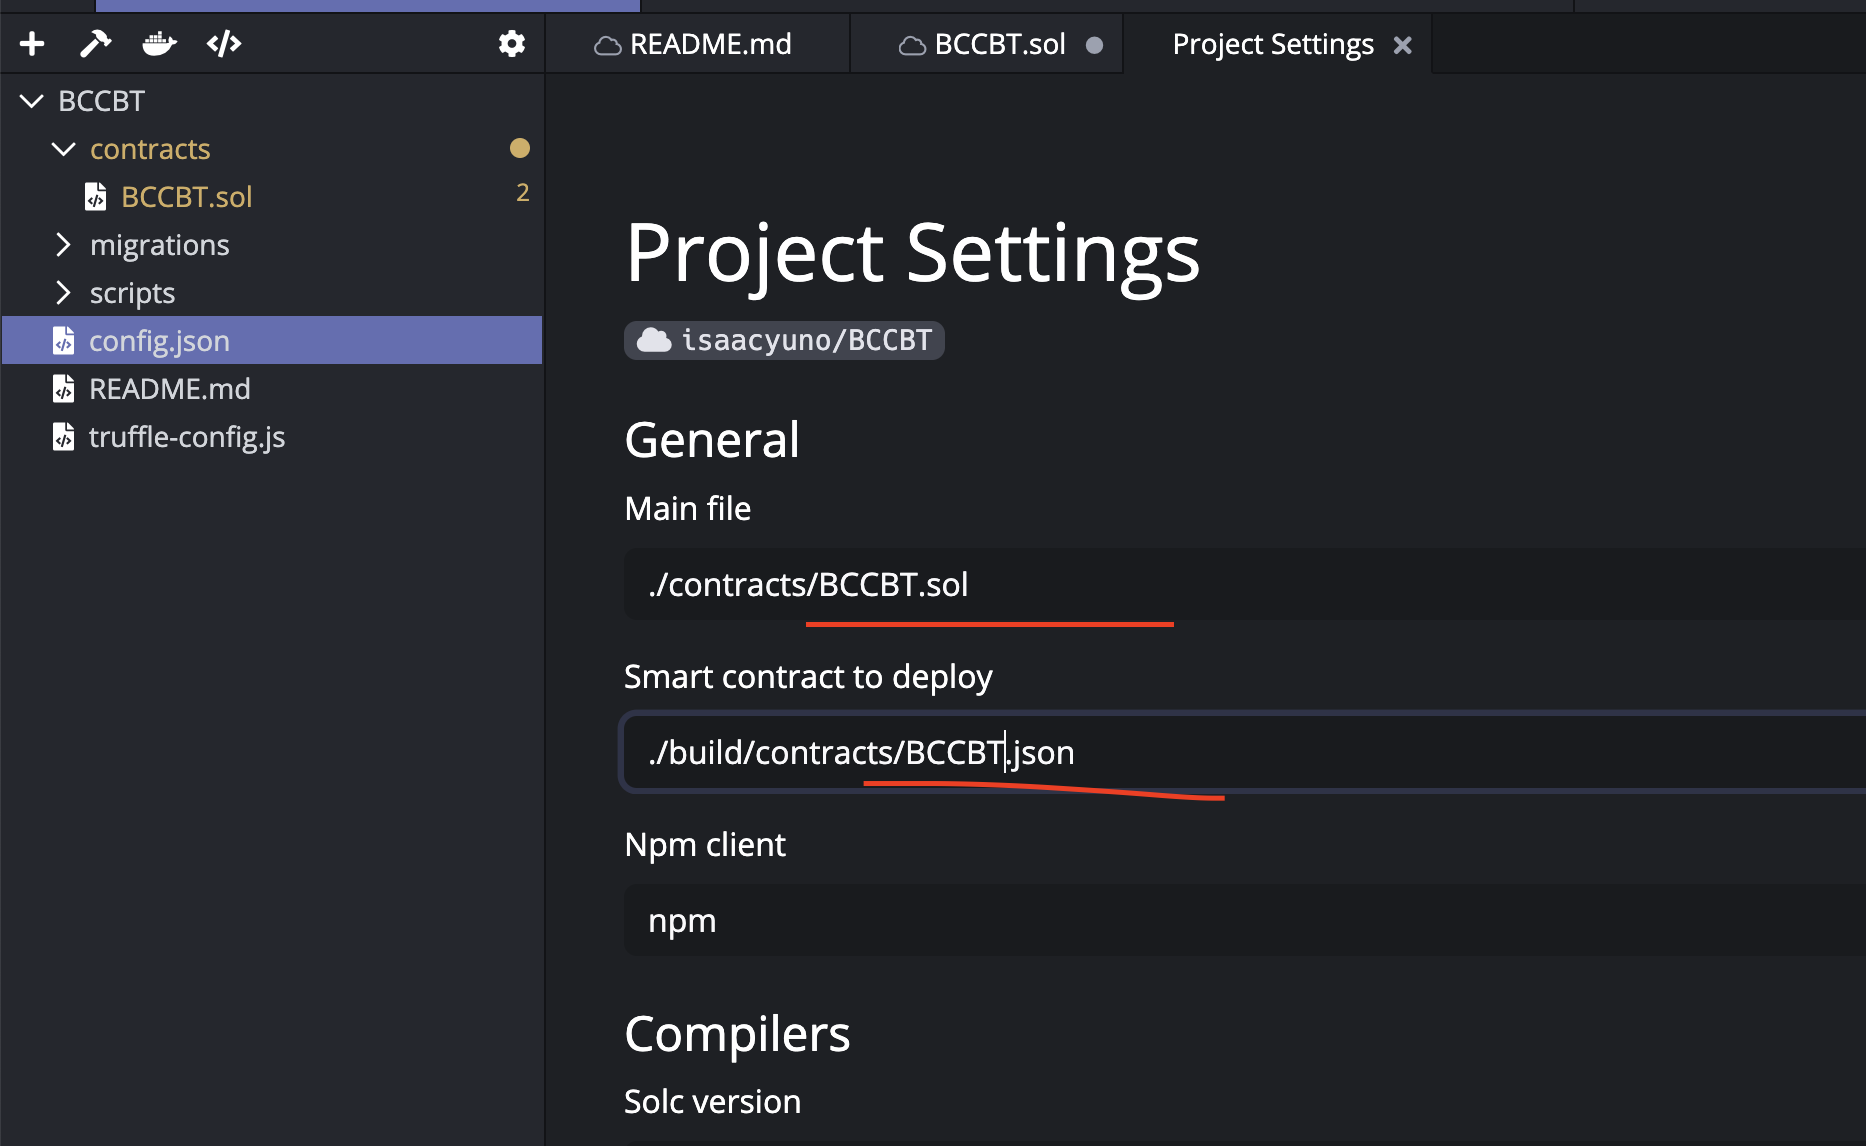 README.md
BCCBT.sol
Project Settings
BCCBT
contracts
BCCBT.sol 2
migrations
scripts
config.json
README.md
truffle-config.js
Project Settings
isaacyuno/BCCBT
General
Main file
./contracts/BCCBT.sol
Smart contract to deploy
./build/contracts/BCCBT.json
Npm client
npm
Compilers
Solc version